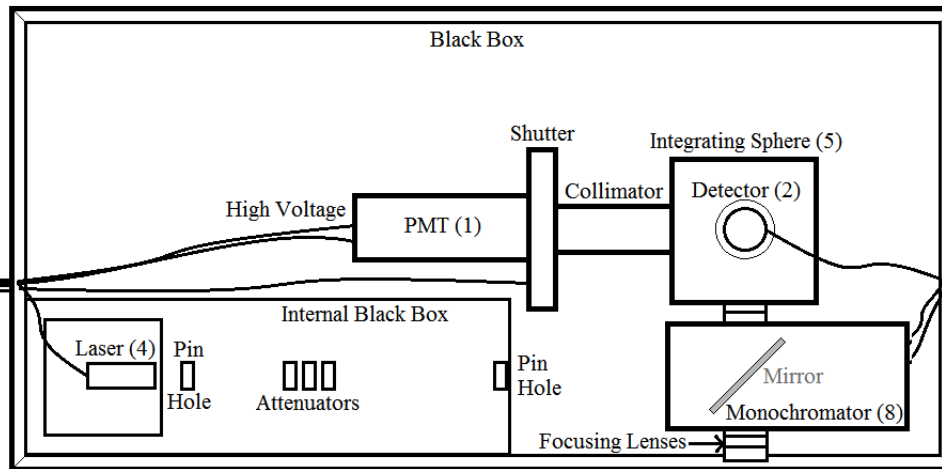 Black Box
Shutter
Integrating Sphere (5)
Collimator
Detector (2)
High Voltage
PMT (1)
Internal Black Box
Laser (4)
Pin
Hole
Attenuators
Pin
Hole
Mirror
Monochromator (8)
Focusing Lenses